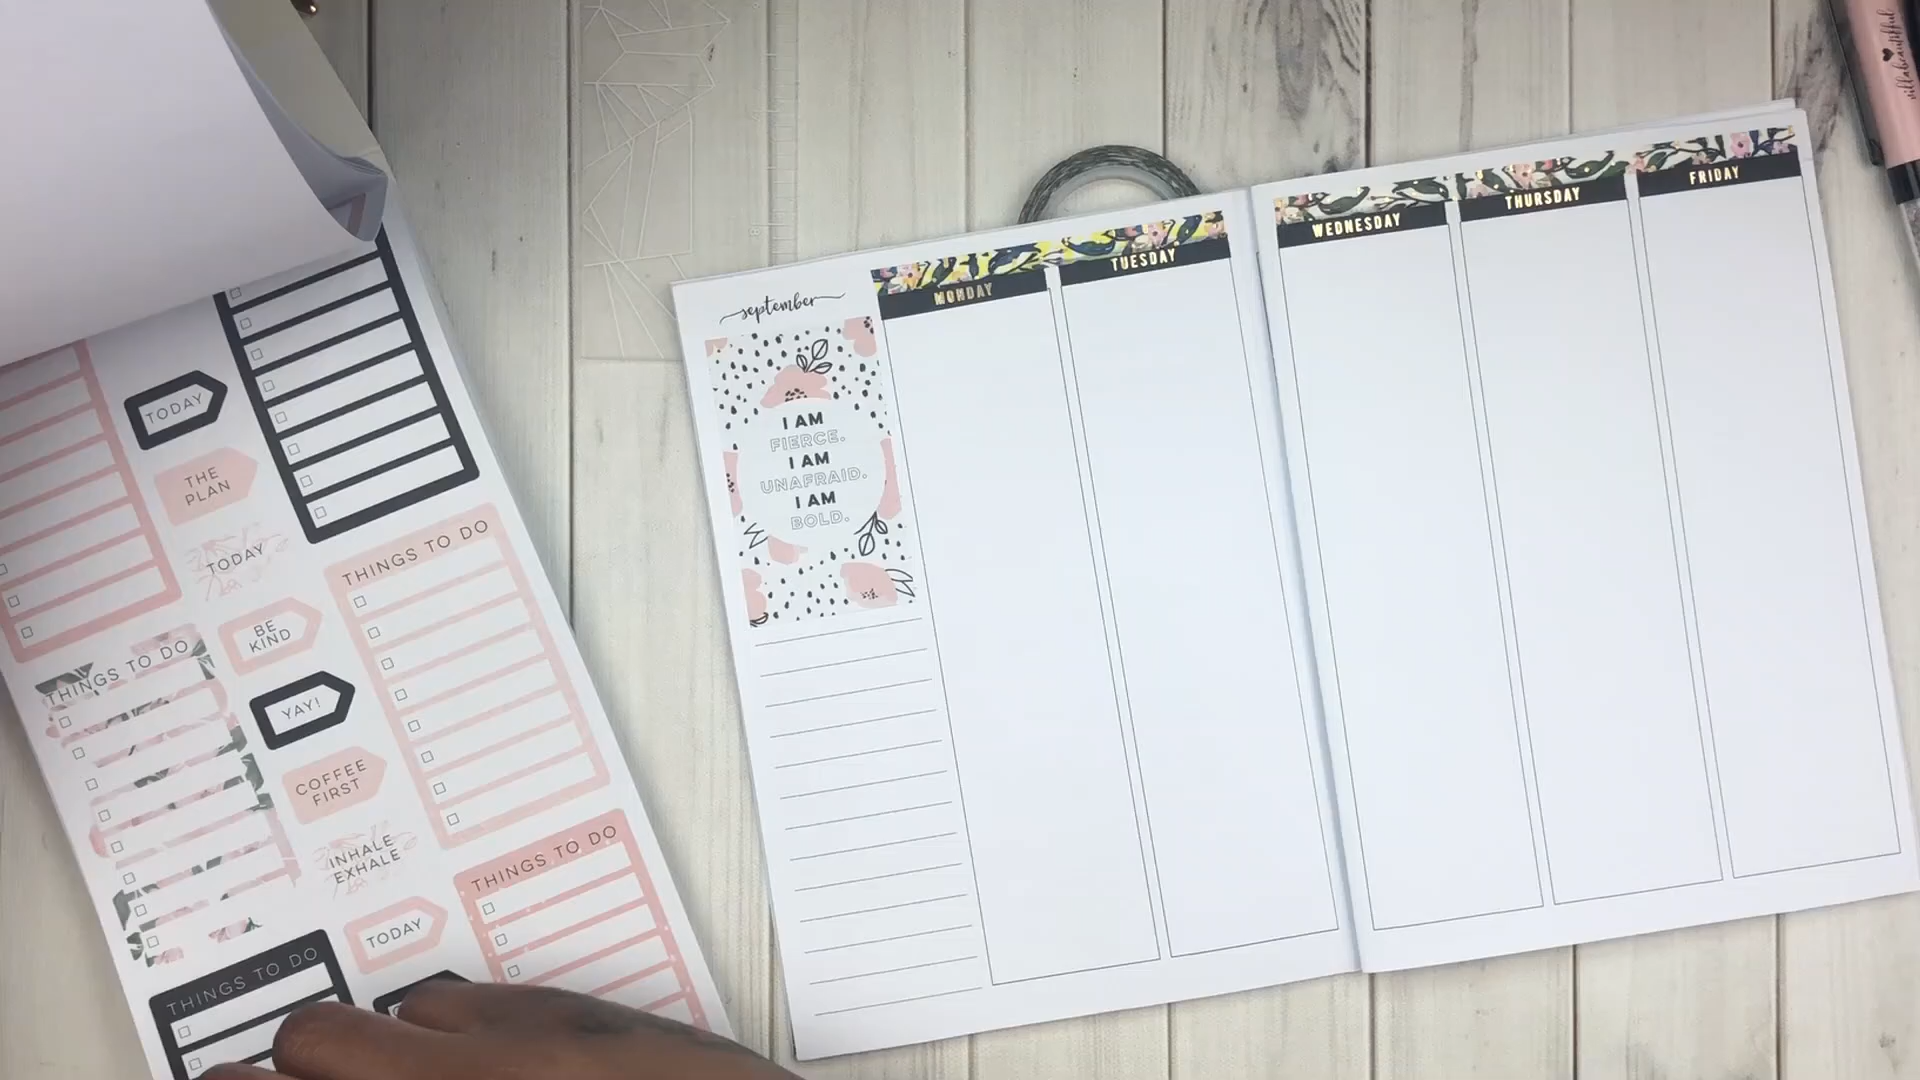 TODAY
THE
PLAN
TODAY
THINGS TO DO
BE
KIND
THINGS TO DO
YAY!
COFFEE
FIRST
INHALE
EXHALE
THINGS TO DO
TODAY
THINGS TO DO
september
I AM
FIERCE.
I AM
UNAFRAID.
I AM
BOLD.
MONDAY
TUESDAY
WEDNESDAY
THURSDAY
FRIDAY
villabeautifful